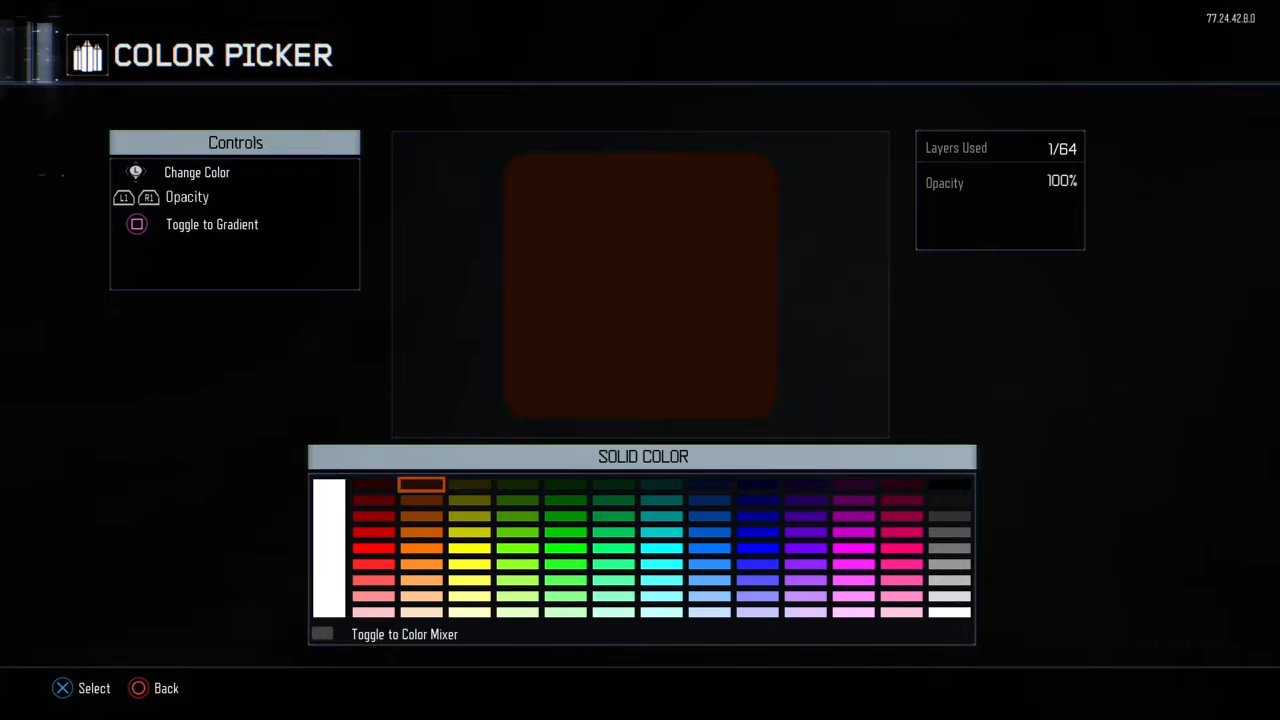 77.24.42.8.0
COLOR PICKER
Controls
L Change Color
L1 R1 Opacity
Toggle to Gradient
Layers Used 1/64
Opacity 100%
SOLID COLOR
Toggle to Color Mixer
Select Back